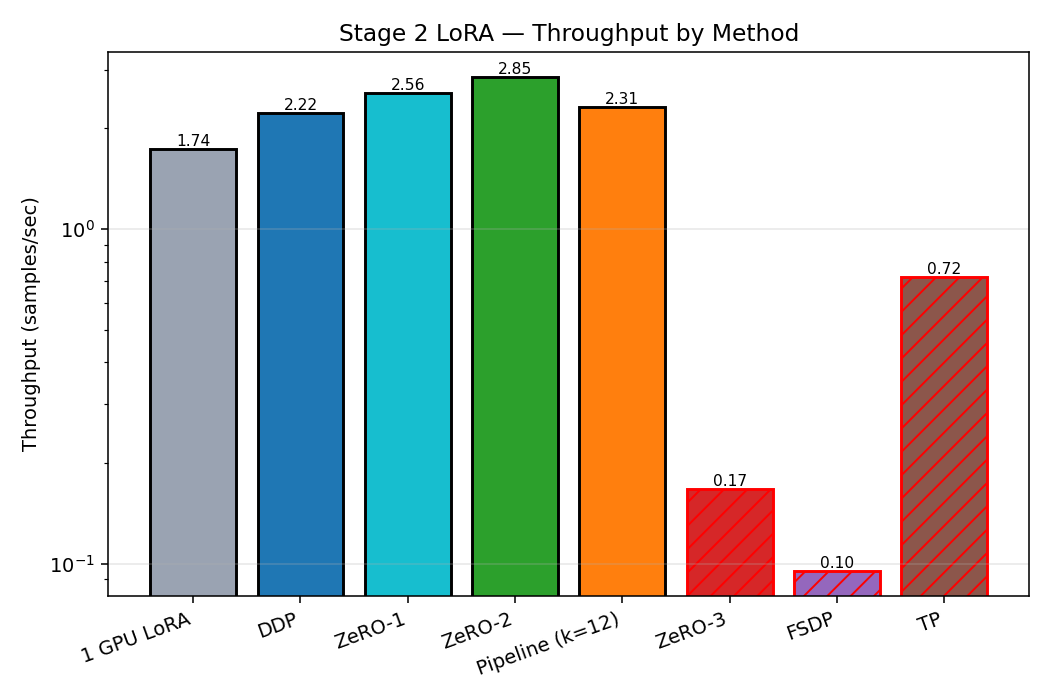 Stage 2 LoRA — Throughput by Method
Throughput (samples/sec)
10⁰
10⁻¹
1.74
2.22
2.56
2.85
2.31
0.17
0.10
0.72
1 GPU LoRA
DDP
ZeRO-1
ZeRO-2
Pipeline (k=12)
ZeRO-3
FSDP
TP